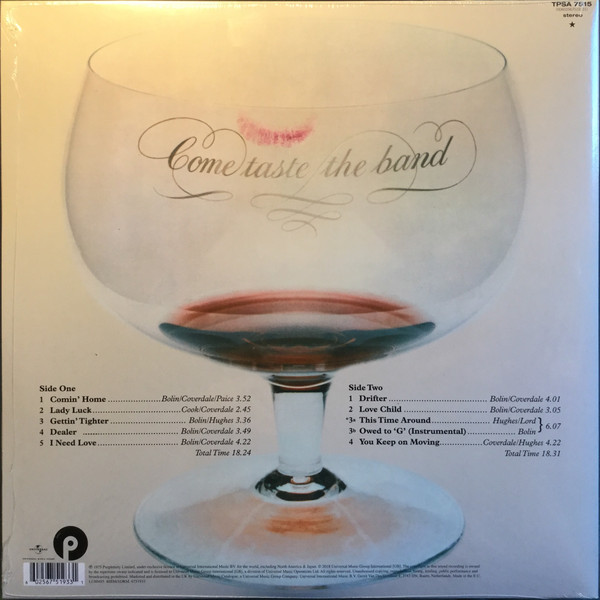 TPSA 7515
stereo
★
Come taste the band
Side One
1 Comin' Home ........ Bolin/Coverdale/Paice 3.52
2 Lady Luck ........ Cook/Coverdale 2.45
3 Gettin' Tighter ........ Bolin/Hughes 3.36
4 Dealer ........ Bolin/Coverdale 3.49
5 I Need Love ........ Bolin/Coverdale 4.22
Total Time 18.24
Side Two
1 Drifter ........ Bolin/Coverdale 4.01
2 Love Child ........ Bolin/Coverdale 3.05
*3a This Time Around ........ Hughes/Lord
3b Owed to 'G' (Instrumental) ........ Bolin } 6.07
4 You Keep on Moving ........ Coverdale/Hughes 4.22
Total Time 18.31
UNIVERSAL
P
02567 51933